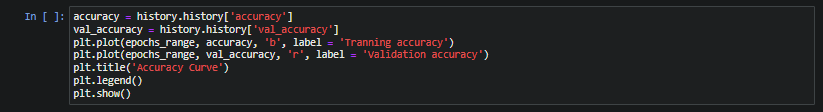 In [ ]: accuracy = history.history['accuracy']
val_accuracy = history.history['val_accuracy']
plt.plot(epochs_range, accuracy, 'b', label = 'Tranning accuracy')
plt.plot(epochs_range, val_accuracy, 'r', label = 'Validation accuracy')
plt.title('Accuracy Curve')
plt.legend()
plt.show()